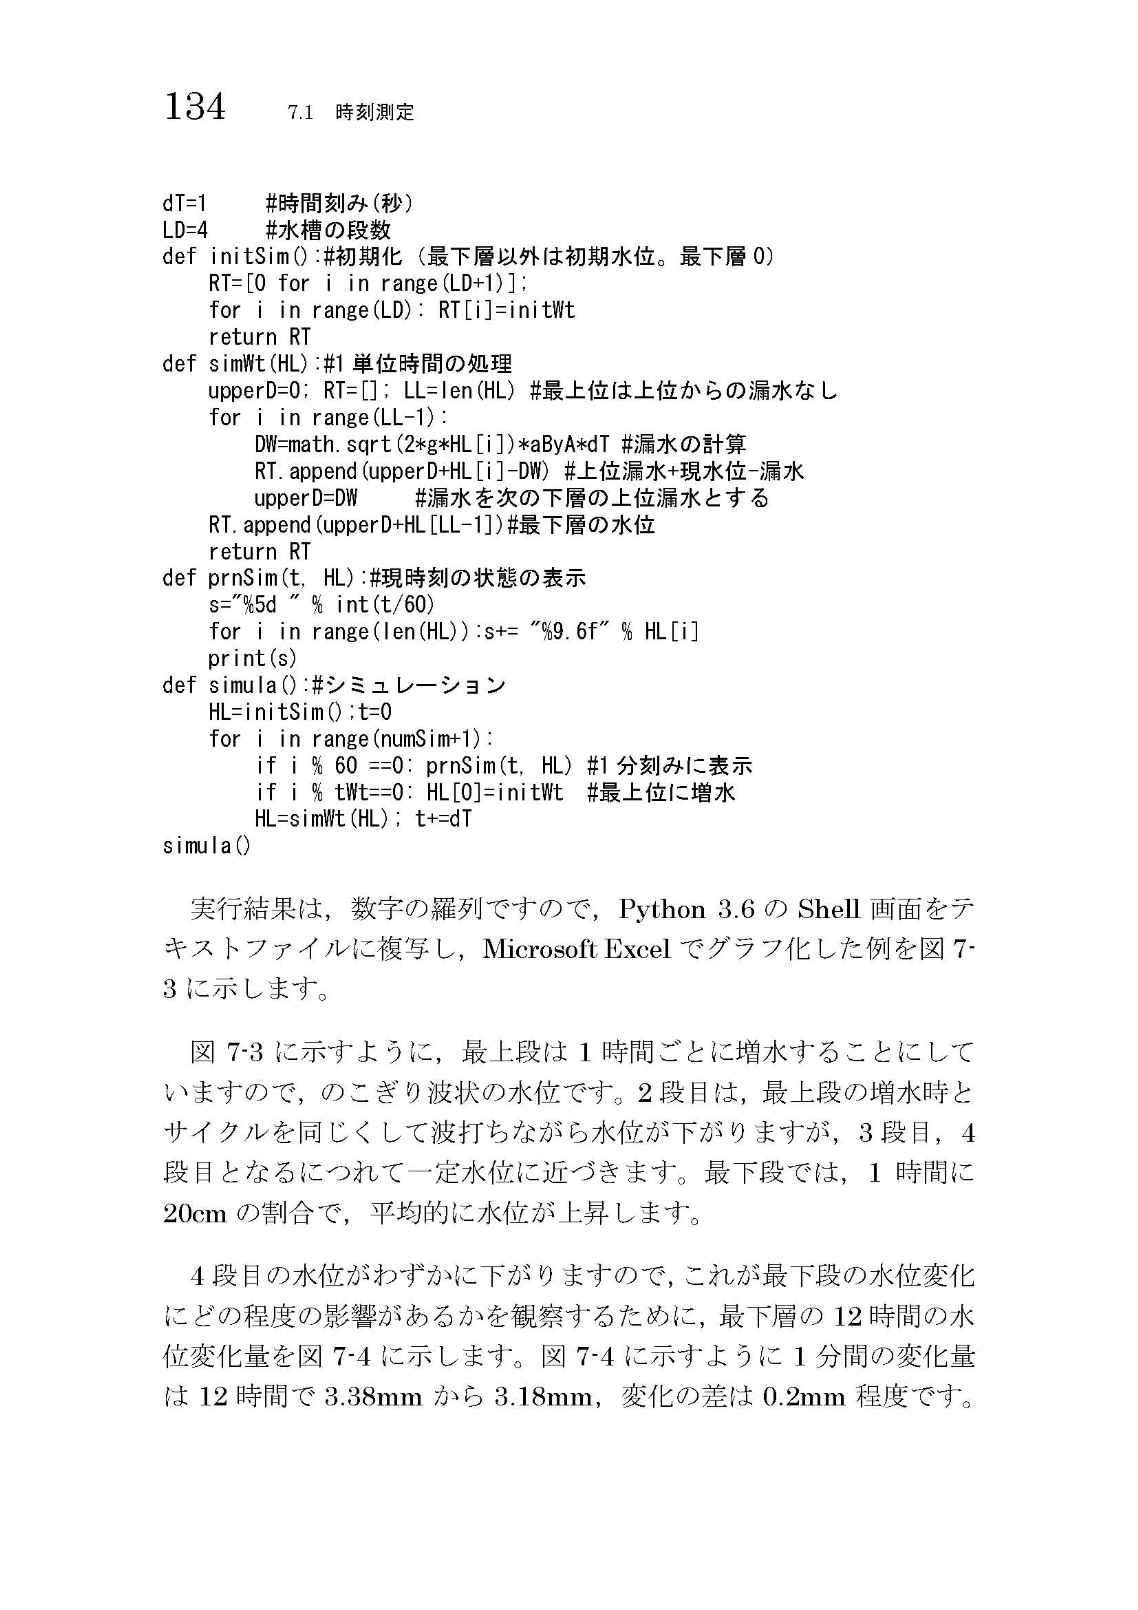 134 7.1 時刻測定
dT=1 #時間刻み(秒)
LD=4 #水槽の段数
def initSim():#初期化（最下層以外は初期水位。最下層0）
RT=[0 for i in range(LD+1)];
for i in range(LD): RT[i]=initWt
return RT
def simWt(HL):#1単位時間の処理
upperD=0; RT=[]; LL=len(HL) #最上位は上位からの漏水なし
for i in range(LL-1):
DW=math.sqrt(2*g*HL[i])*aByA*dT #漏水の計算
RT.append(upperD+HL[i]-DW) #上位漏水+現水位-漏水
upperD=DW #漏水を次の下層の上位漏水とする
RT.append(upperD+HL[LL-1])#最下層の水位
return RT
def prnSim(t, HL):#現時刻の状態の表示
s="%5d " % int(t/60)
for i in range(len(HL)):s+= "%9.6f" % HL[i]
print(s)
def simula():#シミュレーション
HL=initSim();t=0
for i in range(numSim+1):
if i % 60 ==0: prnSim(t, HL) #1分刻みに表示
if i % tWt==0: HL[0]=initWt #最上位に増水
HL=simWt(HL); t+=dT
simula()
実行結果は，数字の羅列ですので，Python 3.6 の Shell 画面をテ
キストファイルに複写し，Microsoft Excel でグラフ化した例を図 7-
3 に示します。
図 7-3 に示すように，最上段は 1 時間ごとに増水することにして
いますので，のこぎり波状の水位です。2 段目は，最上段の増水時と
サイクルを同じくして波打ちながら水位が下がりますが，3 段目，4
段目となるにつれて一定水位に近づきます。最下段では，1 時間に
20cm の割合で，平均的に水位が上昇します。
4 段目の水位がわずかに下がりますので，これが最下段の水位変化
にどの程度の影響があるかを観察するために，最下層の 12 時間の水
位変化量を図 7-4 に示します。図 7-4 に示すように 1 分間の変化量
は 12 時間で 3.38mm から 3.18mm，変化の差は 0.2mm 程度です。